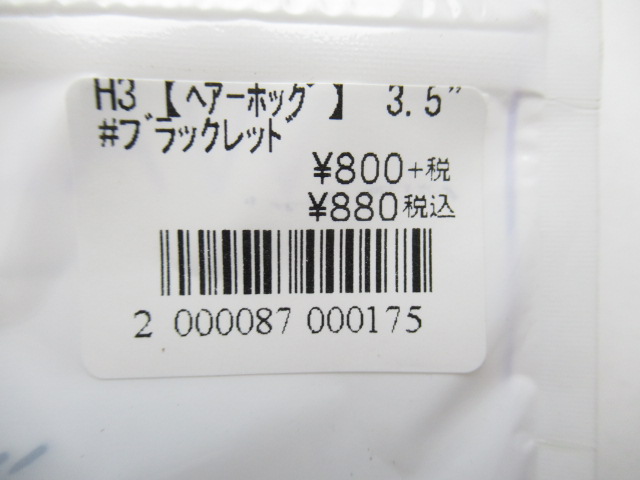 H3【ヘアーホッグ】 3.5"
#ブラックレッド
¥800+税
¥880税込
2 000087 000175